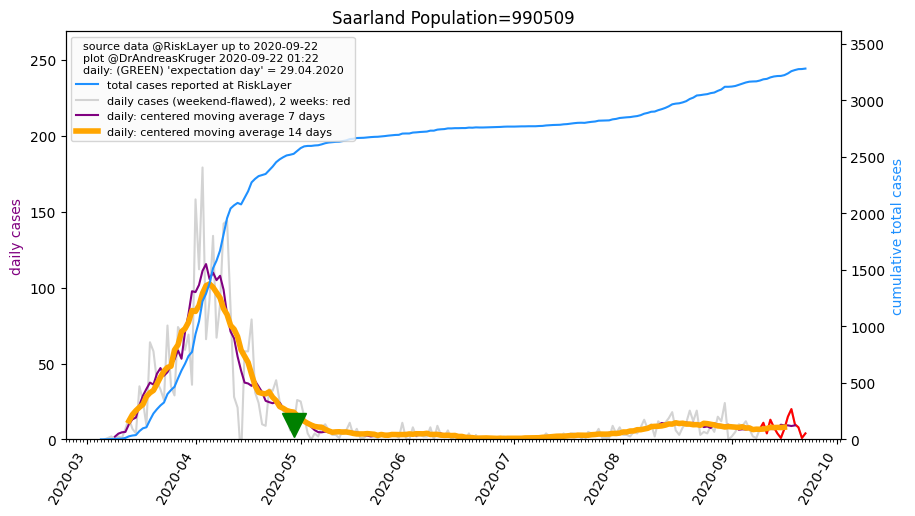 Saarland Population=990509
source data @RiskLayer up to 2020-09-22
plot @DrAndreasKruger 2020-09-22 01:22
daily: (GREEN) 'expectation day' = 29.04.2020
total cases reported at RiskLayer
daily cases (weekend-flawed), 2 weeks: red
daily: centered moving average 7 days
daily: centered moving average 14 days
daily cases
250
200
150
100
50
0
3500
3000
2500
2000
1500
1000
500
0
cumulative total cases
2020-03
2020-04
2020-05
2020-06
2020-07
2020-08
2020-09
2020-10